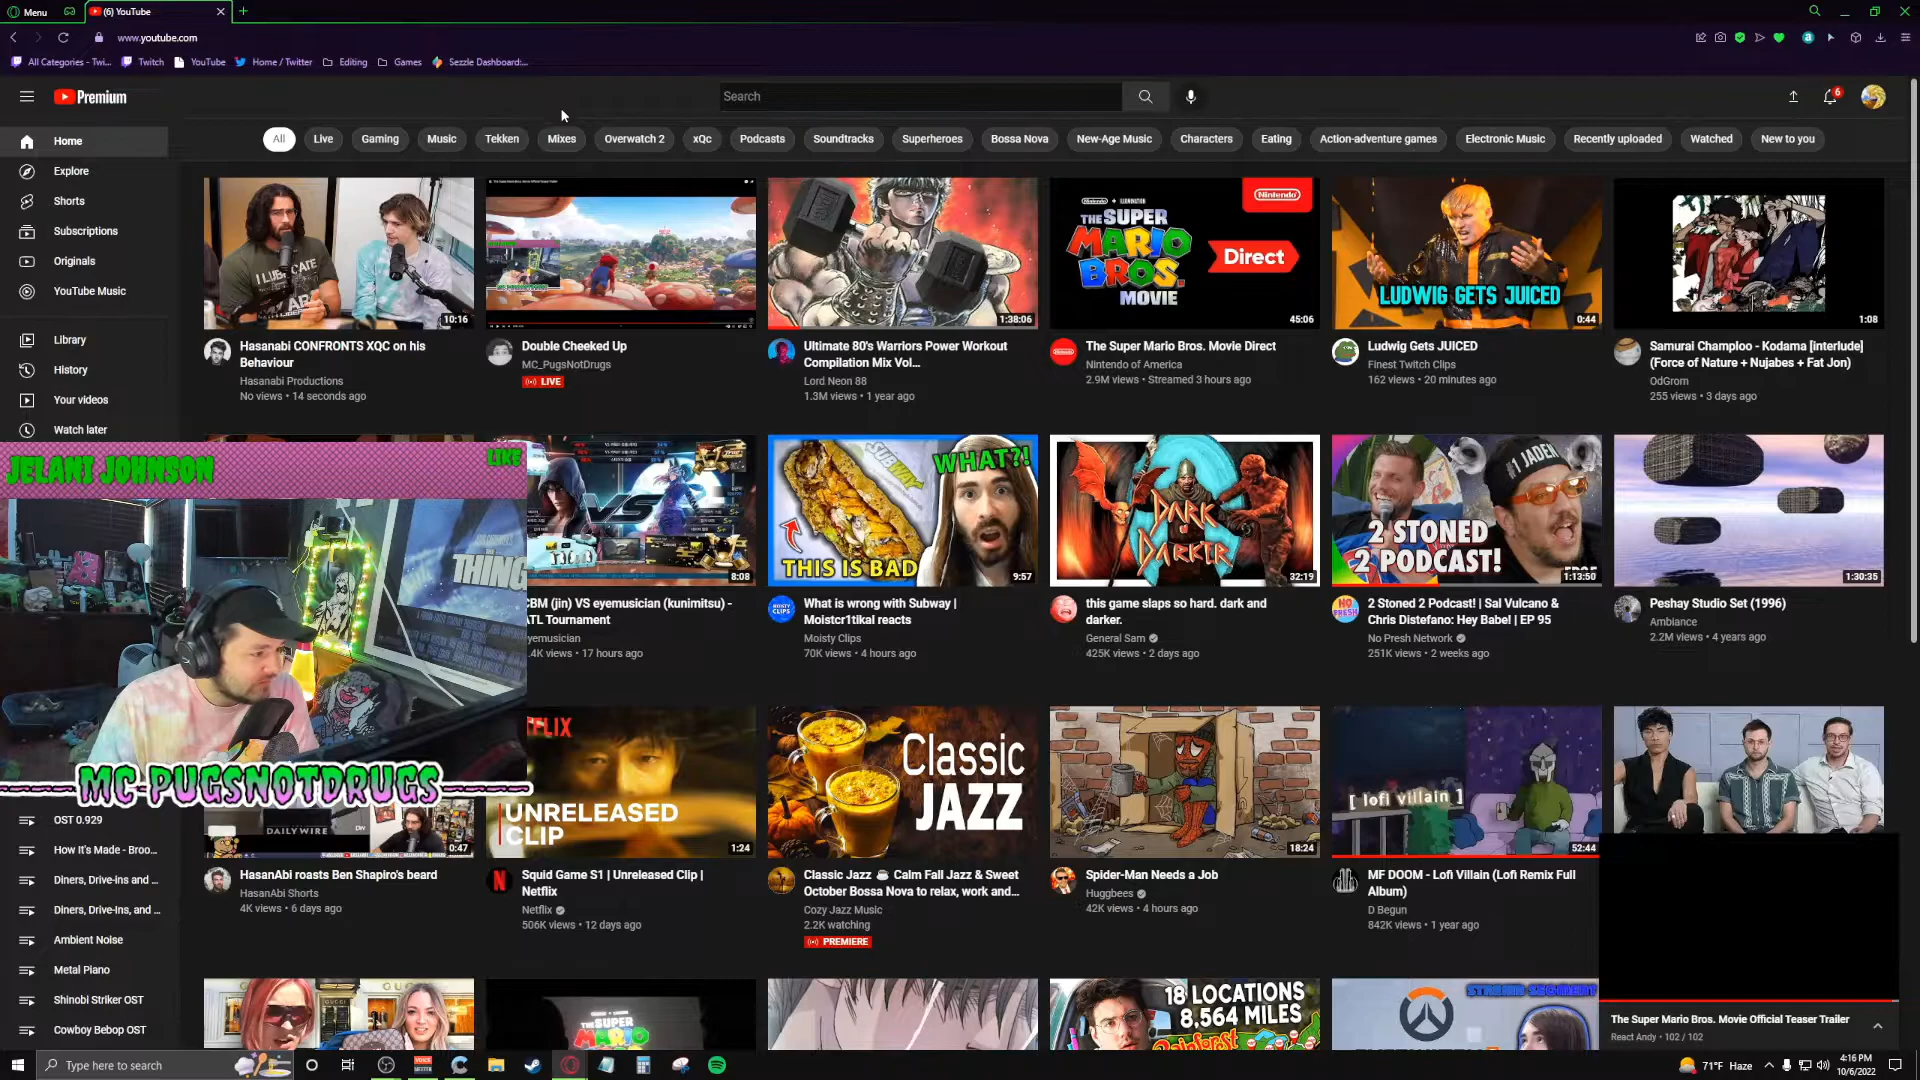 Menu
(6) YouTube
www.youtube.com
All Categories - Twi...
Twitch
YouTube
Home / Twitter
Editing
Games
Sezzle Dashboard:...
Premium
Search
6
Home
Explore
Shorts
Subscriptions
Originals
YouTube Music
Library
History
Your videos
Watch later
All
Live
Gaming
Music
Tekken
Mixes
Overwatch 2
xQc
Podcasts
Soundtracks
Superheroes
Bossa Nova
New-Age Music
Characters
Eating
Action-adventure games
Electronic Music
Recently uploaded
Watched
New to you
10:16
Hasanabi CONFRONTS XQC on his
Behaviour
Hasanabi Productions
No views • 14 seconds ago
Double Cheeked Up
MC_PugsNotDrugs
LIVE
1:38:06
Ultimate 80's Warriors Power Workout
Compilation Mix Vol...
Lord Neon 88
1.3M views • 1 year ago
Nintendo
THE SUPER
MARIO
BROS.
MOVIE
Direct
45:06
The Super Mario Bros. Movie Direct
Nintendo of America
2.9M views • Streamed 3 hours ago
LUDWIG GETS JUICED
0:44
Ludwig Gets JUICED
Finest Twitch Clips
162 views • 20 minutes ago
1:08
Samurai Champloo - Kodama [interlude]
(Force of Nature + Nujabes + Fat Jon)
OdGrom
255 views • 3 days ago
JELANI JOHNSON
LIKE
THING
MC-PUGSNOTDRUGS
VS
8:08
CBM (jin) VS eyemusician (kunimitsu) -
ATL Tournament
yemusician
.4K views • 17 hours ago
SUBWAY
WHAT?!
THIS IS BAD
9:57
What is wrong with Subway |
Moistcr1tikal reacts
Moisty Clips
70K views • 4 hours ago
DARK
DARKER
32:19
this game slaps so hard. dark and
darker.
General Sam
425K views • 2 days ago
#1 JADEN
2 STONED
2 PODCAST!
1:13:50
2 Stoned 2 Podcast! | Sal Vulcano &
Chris Distefano: Hey Babe! | EP 95
No Presh Network
251K views • 2 weeks ago
1:30:35
Peshay Studio Set (1996)
Ambiance
2.2M views • 4 years ago
OST 0.929
How It's Made - Broo...
Diners, Drive-ins and ...
Diners, Drive-Ins, and ...
Ambient Noise
Metal Piano
Shinobi Striker OST
Cowboy Bebop OST
DAILYWIRE
0:47
HasanAbi roasts Ben Shapiro's beard
HasanAbi Shorts
4K views • 6 days ago
TFLIX
UNRELEASED
CLIP
1:24
Squid Game S1 | Unreleased Clip |
Netflix
Netflix
506K views • 12 days ago
Classic
JAZZ
Classic Jazz ☕ Calm Fall Jazz & Sweet
October Bossa Nova to relax, work and...
Cozy Jazz Music
2.2K watching
PREMIERE
18:24
Spider-Man Needs a Job
Huggbees
42K views • 4 hours ago
[ lofi villain ]
52:44
MF DOOM - Lofi Villain (Lofi Remix Full
Album)
D Begun
842K views • 1 year ago
GUCCI
SUPER
MARIO
18 LOCATIONS
8,564 MILES
Rainforest
The Super Mario Bros. Movie Official Teaser Trailer
React Andy • 102 / 102
Type here to search
71°F Haze
4:16 PM
10/6/2022